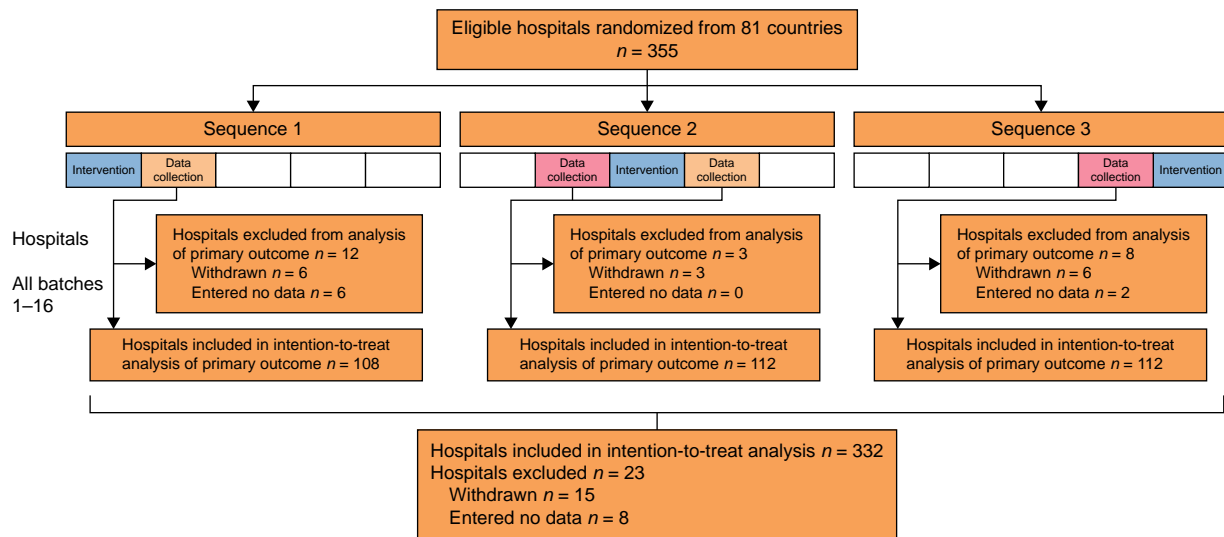 Eligible hospitals randomized from 81 countries
n = 355
Sequence 1
Sequence 2
Sequence 3
Intervention
Data
collection
Data
collection
Intervention
Data
collection
Data
collection
Intervention
Hospitals
All batches
1–16
Hospitals excluded from analysis
of primary outcome n = 12
Withdrawn n = 6
Entered no data n = 6
Hospitals excluded from analysis
of primary outcome n = 3
Withdrawn n = 3
Entered no data n = 0
Hospitals excluded from analysis
of primary outcome n = 8
Withdrawn n = 6
Entered no data n = 2
Hospitals included in intention-to-treat
analysis of primary outcome n = 108
Hospitals included in intention-to-treat
analysis of primary outcome n = 112
Hospitals included in intention-to-treat
analysis of primary outcome n = 112
Hospitals included in intention-to-treat analysis n = 332
Hospitals excluded n = 23
Withdrawn n = 15
Entered no data n = 8